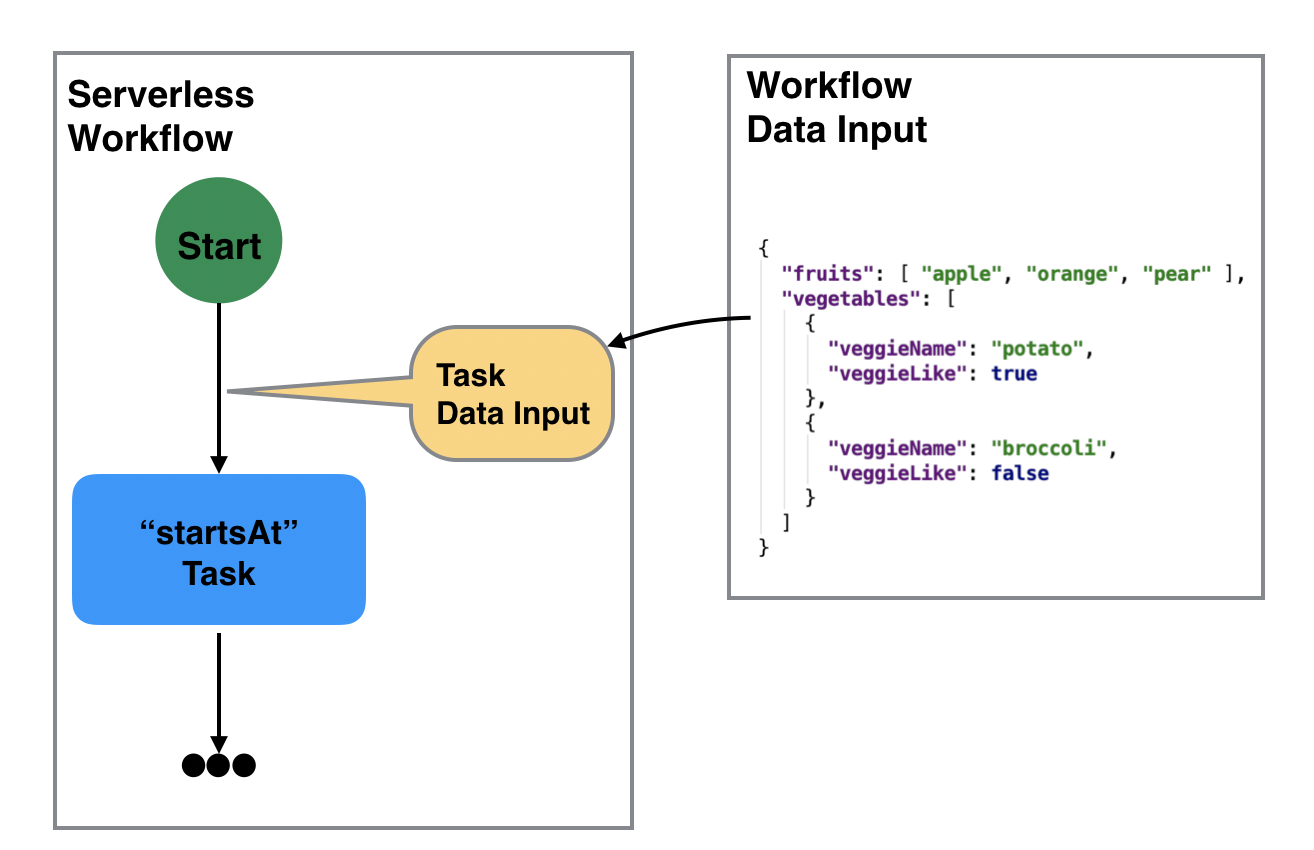 Serverless
Workflow
Start
Task
Data Input
“startsAt”
Task
Workflow
Data Input
{
"fruits": [ "apple", "orange", "pear" ],
"vegetables": [
{
"veggieName": "potato",
"veggieLike": true
},
{
"veggieName": "broccoli",
"veggieLike": false
}
]
}